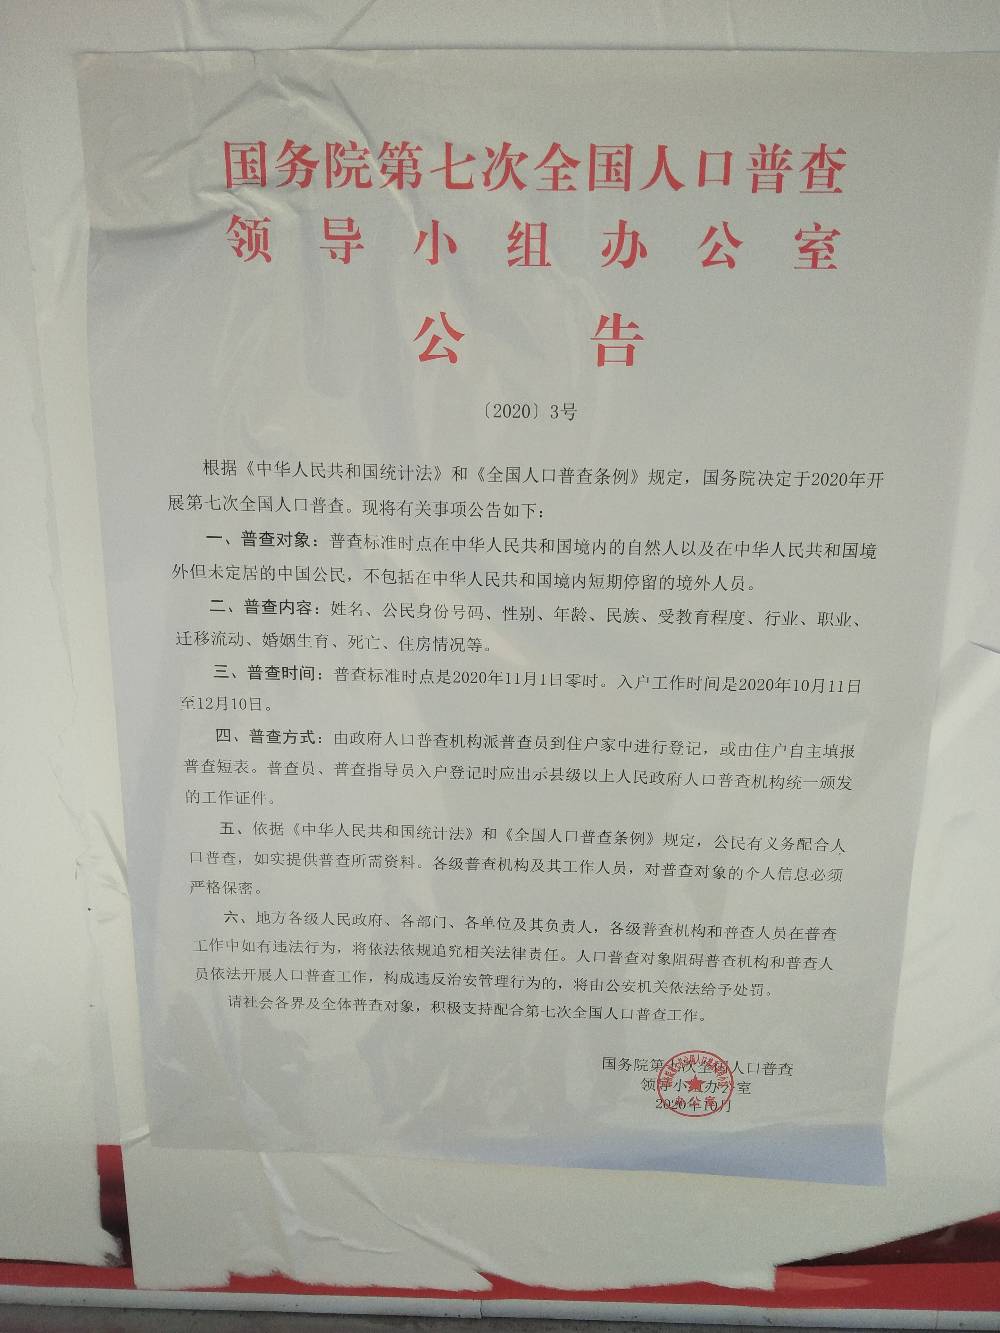 国务院第七次全国人口普查
领导小组办公室
公告
〔2020〕3号
根据《中华人民共和国统计法》和《全国人口普查条例》规定，国务院决定于2020年开
展第七次全国人口普查。现将有关事项公告如下：
一、普查对象：普查标准时点在中华人民共和国境内的自然人以及在中华人民共和国境
外但未定居的中国公民，不包括在中华人民共和国境内短期停留的境外人员。
二、普查内容：姓名、公民身份号码、性别、年龄、民族、受教育程度、行业、职业、
迁移流动、婚姻生育、死亡、住房情况等。
三、普查时间：普查标准时点是2020年11月1日零时。入户工作时间是2020年10月11日
至12月10日。
四、普查方式：由政府人口普查机构派普查员到住户家中进行登记，或由住户自主填报
普查短表。普查员、普查指导员入户登记时应出示县级以上人民政府人口普查机构统一颁发
的工作证件。
五、依据《中华人民共和国统计法》和《全国人口普查条例》规定，公民有义务配合人
口普查，如实提供普查所需资料。各级普查机构及其工作人员，对普查对象的个人信息必须
严格保密。
六、地方各级人民政府、各部门、各单位及其负责人，各级普查机构和普查人员在普查
工作中如有违法行为，将依法依规追究相关法律责任。人口普查对象阻碍普查机构和普查人
员依法开展人口普查工作，构成违反治安管理行为的，将由公安机关依法给予处罚。
请社会各界及全体普查对象，积极支持配合第七次全国人口普查工作。
国务院第七次全国人口普查
领导小组办公室
2020年10月
办公室